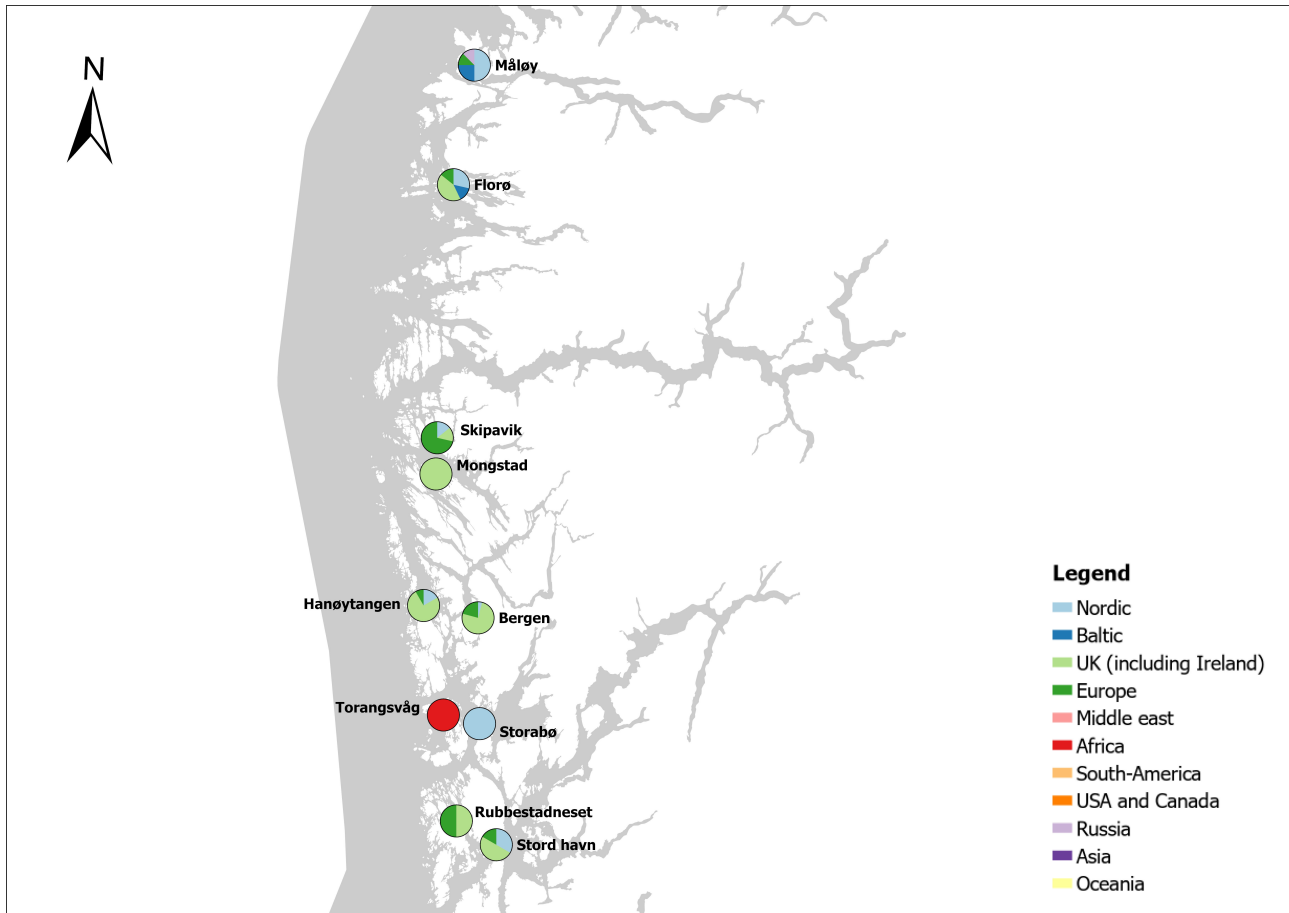 N
Måløy
Florø
Skipavik
Mongstad
Hanøytangen
Bergen
Torangsvåg
Storabø
Rubbestadneset
Stord havn
Legend
Nordic
Baltic
UK (including Ireland)
Europe
Middle east
Africa
South-America
USA and Canada
Russia
Asia
Oceania